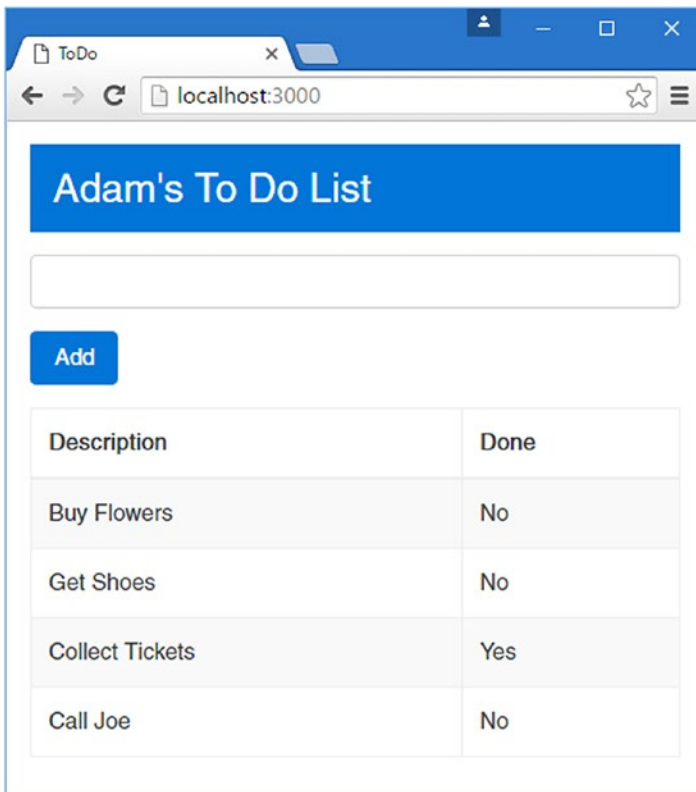 ToDo
localhost:3000
Adam's To Do List
Add
Description Done
Buy Flowers No
Get Shoes No
Collect Tickets Yes
Call Joe No